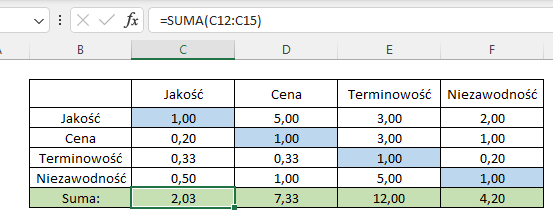 fx =SUMA(C12:C15)
A B C D E F
Jakość Cena Terminowość Niezawodność
Jakość 1,00 5,00 3,00 2,00
Cena 0,20 1,00 3,00 1,00
Terminowość 0,33 0,33 1,00 0,20
Niezawodność 0,50 1,00 5,00 1,00
Suma: 2,03 7,33 12,00 4,20